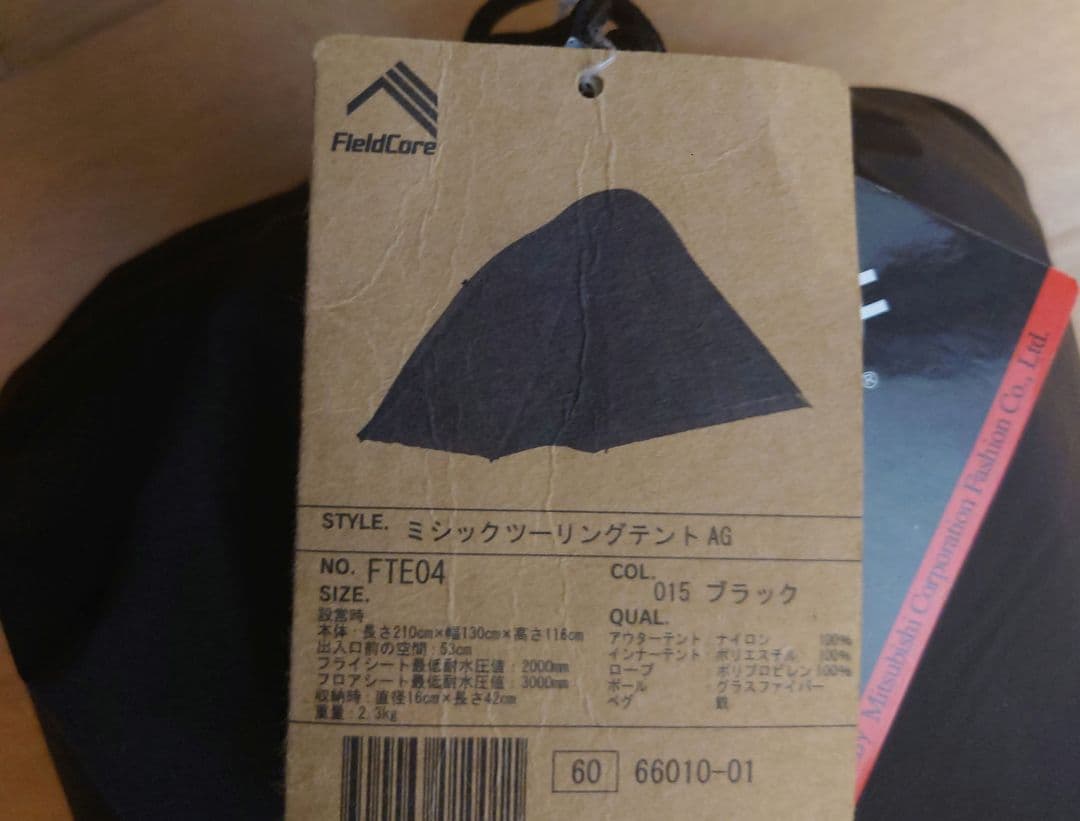 FieldCore
STYLE. ミシックツーリングテント AG
NO. FTE04
SIZE.
設営時
本体：長さ210cm×幅130cm×高さ116cm
出入口前の空間：53cm
フライシート最低耐水圧値：2000mm
フロアシート最低耐水圧値：3000mm
収納時：直径16cm×長さ42cm
重量：2.3kg
COL.
015 ブラック
QUAL.
アウターテント ナイロン 100%
インナーテント ポリエステル 100%
ロープ ポリプロピレン 100%
ポール グラスファイバー
ペグ 鉄
60 66010-01
®
by Mitsubishi Corporation Fashion Co., Ltd.